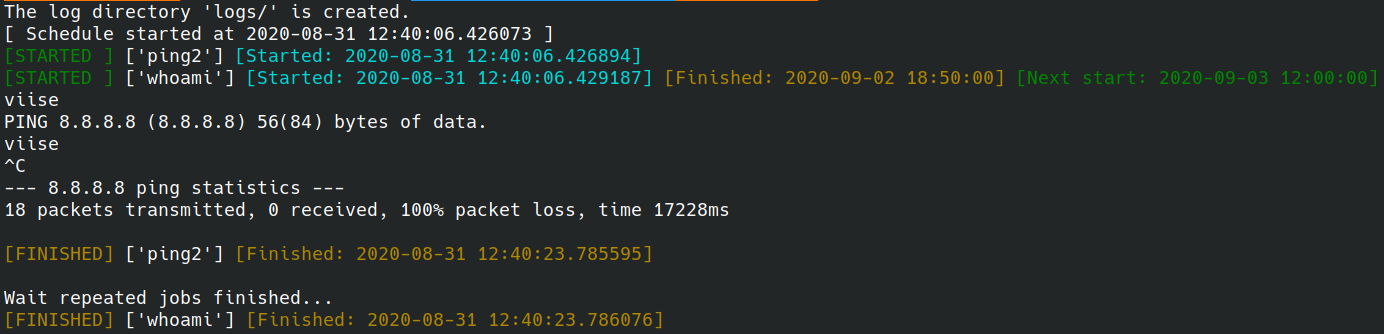 The log directory 'logs/' is created.
[ Schedule started at 2020-08-31 12:40:06.426073 ]
[STARTED ] ['ping2'] [Started: 2020-08-31 12:40:06.426894]
[STARTED ] ['whoami'] [Started: 2020-08-31 12:40:06.429187] [Finished: 2020-09-02 18:50:00] [Next start: 2020-09-03 12:00:00]
viise
PING 8.8.8.8 (8.8.8.8) 56(84) bytes of data.
viise
^C
--- 8.8.8.8 ping statistics ---
18 packets transmitted, 0 received, 100% packet loss, time 17228ms
[FINISHED] ['ping2'] [Finished: 2020-08-31 12:40:23.785595]
Wait repeated jobs finished...
[FINISHED] ['whoami'] [Finished: 2020-08-31 12:40:23.786076]